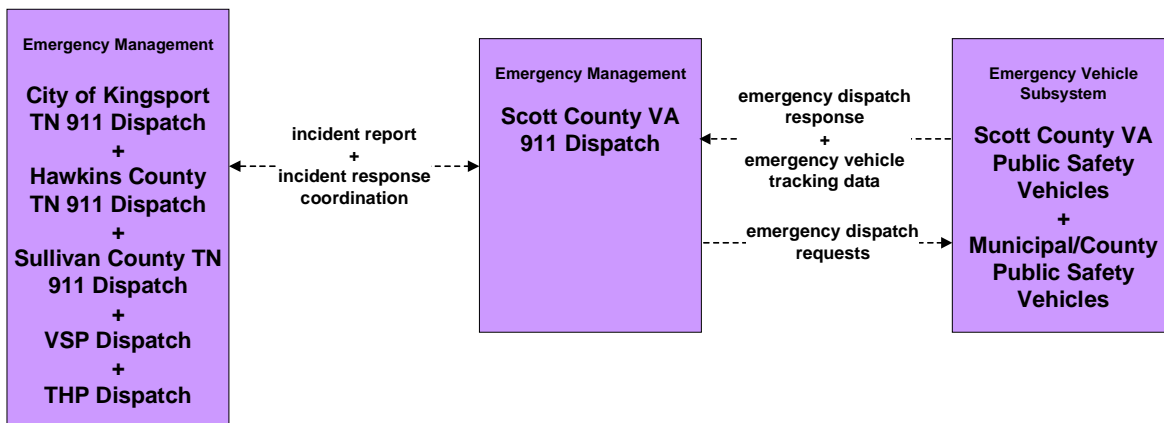 Emergency Management
City of Kingsport
TN 911 Dispatch
+
Hawkins County
TN 911 Dispatch
+
Sullivan County TN
911 Dispatch
+
VSP Dispatch
+
THP Dispatch
incident report
+
incident response
coordination
Emergency Management
Scott County VA
911 Dispatch
emergency dispatch
response
+
emergency vehicle
tracking data
emergency dispatch
requests
Emergency Vehicle
Subsystem
Scott County VA
Public Safety
Vehicles
+
Municipal/County
Public Safety
Vehicles